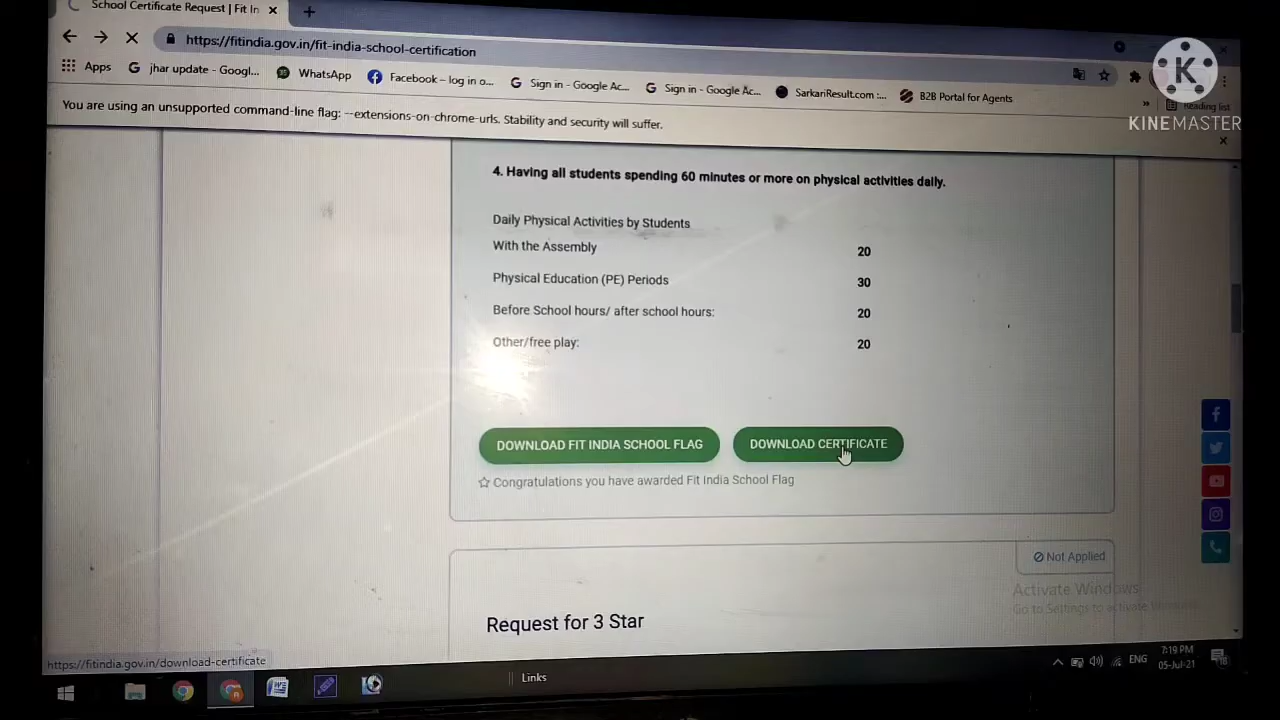 School Certificate Request | Fit In
https://fitindia.gov.in/fit-india-school-certification
Apps
jhar update - Googl...
WhatsApp
Facebook – log in o...
Sign in - Google Ac...
Sign in - Google Ac...
SarkariResult.com :...
B2B Portal for Agents
Reading list
You are using an unsupported command-line flag: --extensions-on-chrome-urls. Stability and security will suffer.
K
KINEMASTER
4. Having all students spending 60 minutes or more on physical activities daily.
Daily Physical Activities by Students
With the Assembly 20
Physical Education (PE) Periods 30
Before School hours/ after school hours: 20
Other/free play: 20
DOWNLOAD FIT INDIA SCHOOL FLAG
DOWNLOAD CERTIFICATE
Congratulations you have awarded Fit India School Flag
Not Applied
Activate Windows
Go to Settings to activate Windows.
Request for 3 Star
https://fitindia.gov.in/download-certificate
Links
ENG
7:19 PM
05-Jul-21